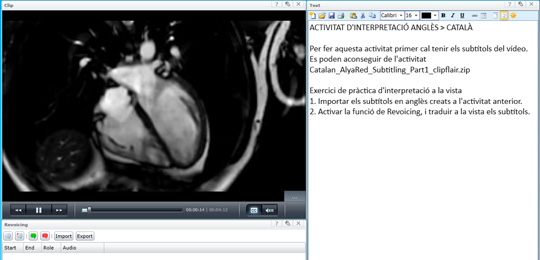 Clip
Text
Calibri 16
ACTIVITAT D'INTERPRETACIÓ ANGLÈS > CATALÀ
Per fer aquesta activitat primer cal tenir els subtítols del vídeo.
Es poden aconseguir de l'activitat
Catalan_AlyaRed_Subtitling_Part1_clipflair.zip
Exercici de pràctica d'interpretació a la vista
1. Importar els subtítols en anglès creats a l'activitat anterior.
2. Activar la funció de Revoicing, i traduir a la vista els subtítols.
00:00:14
Revoicing
Import Export
Start End Role Audio